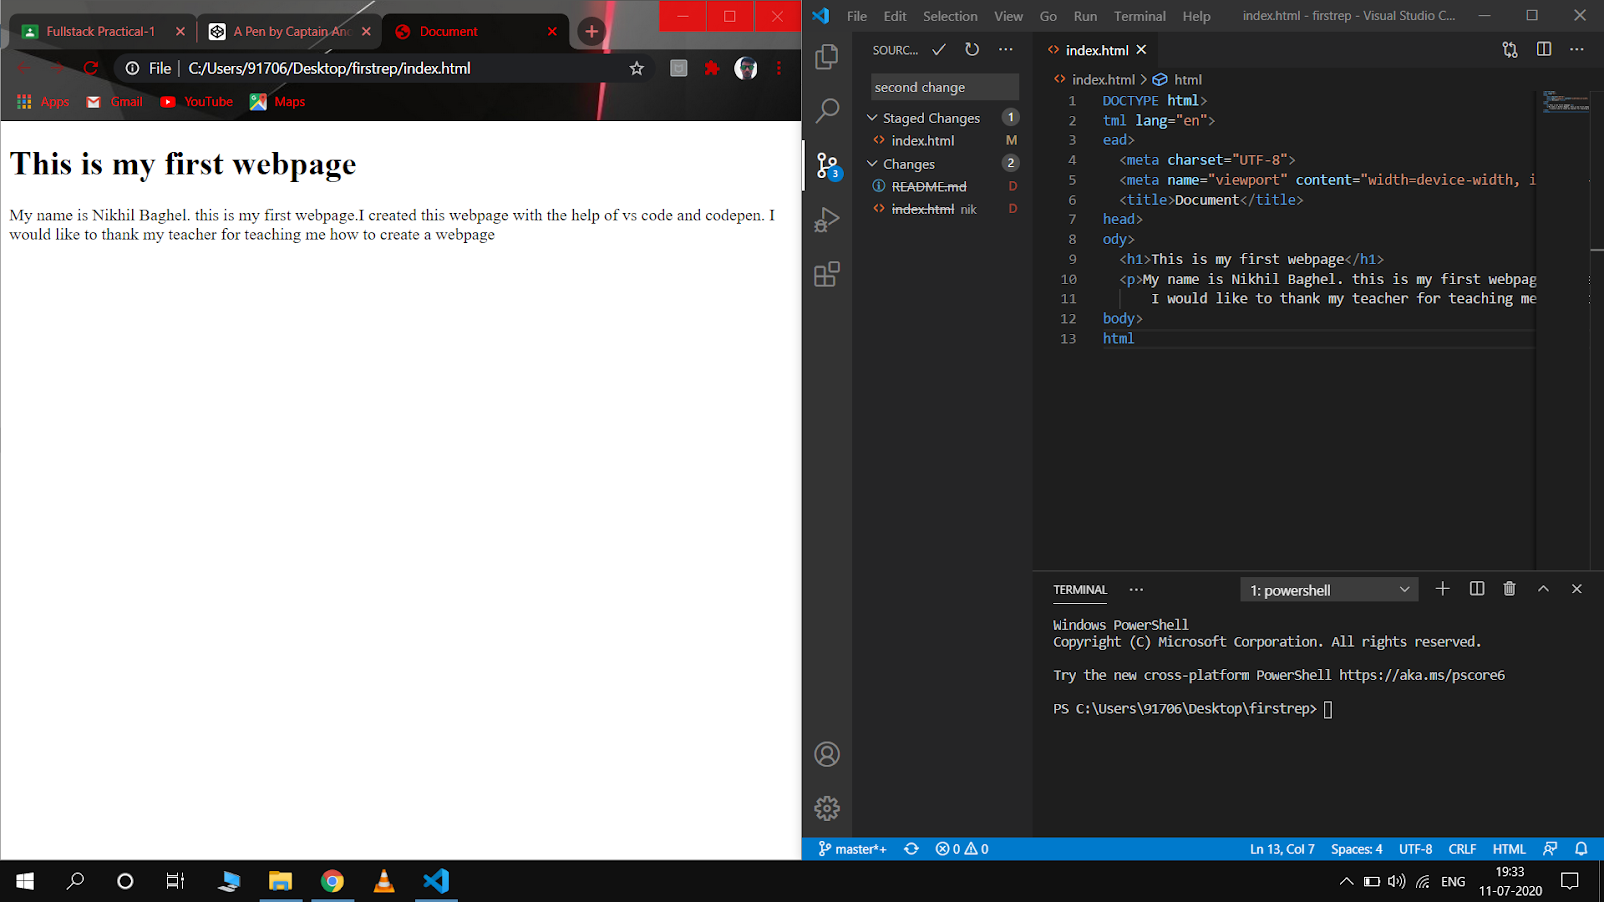 Fullstack Practical-1
A Pen by Captain Anc
Document
File
C:/Users/91706/Desktop/firstrep/index.html
Apps
Gmail
YouTube
Maps
This is my first webpage
My name is Nikhil Baghel. this is my first webpage.I created this webpage with the help of vs code and codepen. I
would like to thank my teacher for teaching me how to create a webpage
File Edit Selection View Go Run Terminal Help
index.html - firstrep - Visual Studio C...
SOURC...
second change
Staged Changes 1
index.html M
Changes 2
README.md D
index.html nik D
3
index.html
index.html > html
1 DOCTYPE html>
2 tml lang="en">
3 ead>
4 <meta charset="UTF-8">
5 <meta name="viewport" content="width=device-width, i
6 <title>Document</title>
7 head>
8 ody>
9 <h1>This is my first webpage</h1>
10 <p>My name is Nikhil Baghel. this is my first webpag
11 I would like to thank my teacher for teaching me
12 body>
13 html
TERMINAL
1: powershell
Windows PowerShell
Copyright (C) Microsoft Corporation. All rights reserved.
Try the new cross-platform PowerShell https://aka.ms/pscore6
PS C:\Users\91706\Desktop\firstrep>
master*+
0 0
Ln 13, Col 7 Spaces: 4 UTF-8 CRLF HTML
ENG
19:33
11-07-2020